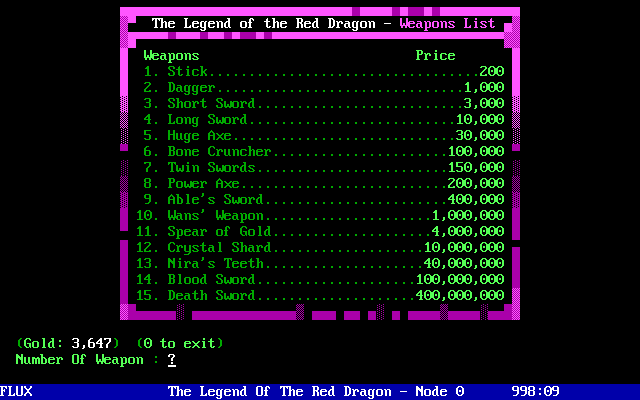 The Legend of the Red Dragon - Weapons List
Weapons Price
1. Stick..................................200
2. Dagger...............................1,000
3. Short Sword..........................3,000
4. Long Sword..........................10,000
5. Huge Axe............................30,000
6. Bone Cruncher......................100,000
7. Twin Swords........................150,000
8. Power Axe..........................200,000
9. Able's Sword.......................400,000
10. Wans' Weapon.....................1,000,000
11. Spear of Gold....................4,000,000
12. Crystal Shard...................10,000,000
13. Nira's Teeth....................40,000,000
14. Blood Sword....................100,000,000
15. Death Sword....................400,000,000
(Gold: 3,647) (0 to exit)
Number Of Weapon : ?
FLUX The Legend Of The Red Dragon - Node 0 998:09